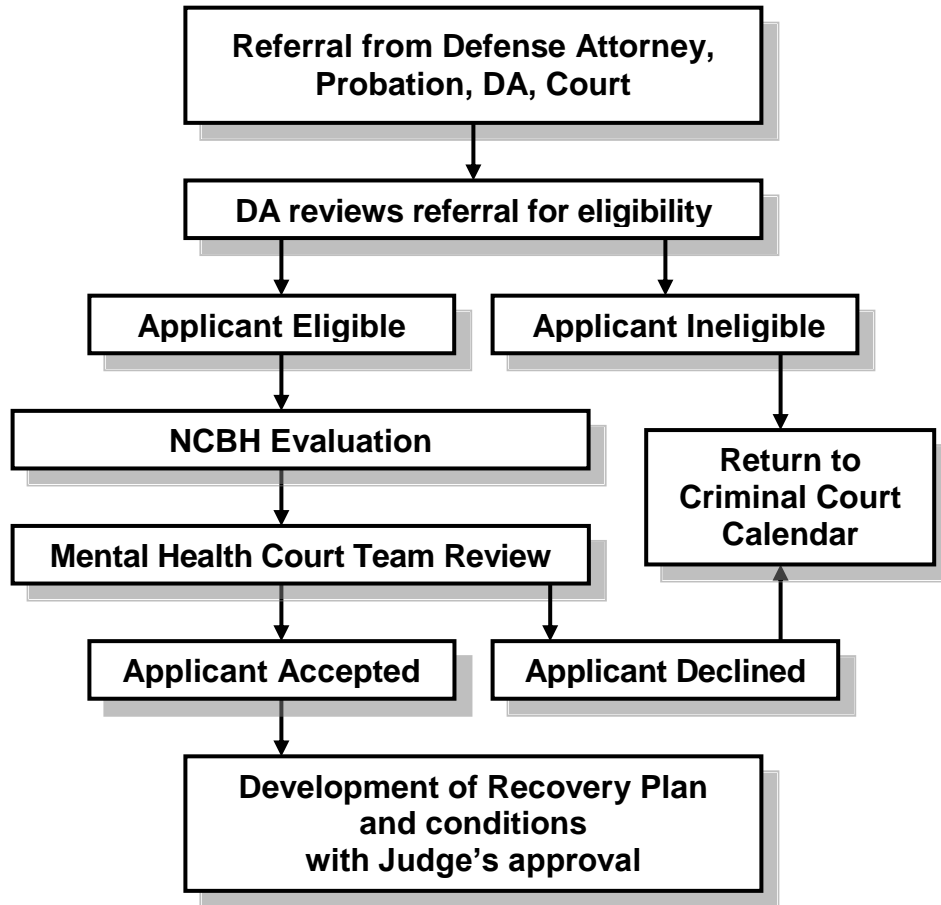 Referral from Defense Attorney,
Probation, DA, Court
DA reviews referral for eligibility
Applicant Eligible
Applicant Ineligible
NCBH Evaluation
Return to
Criminal Court
Calendar
Mental Health Court Team Review
Applicant Accepted
Applicant Declined
Development of Recovery Plan
and conditions
with Judge’s approval